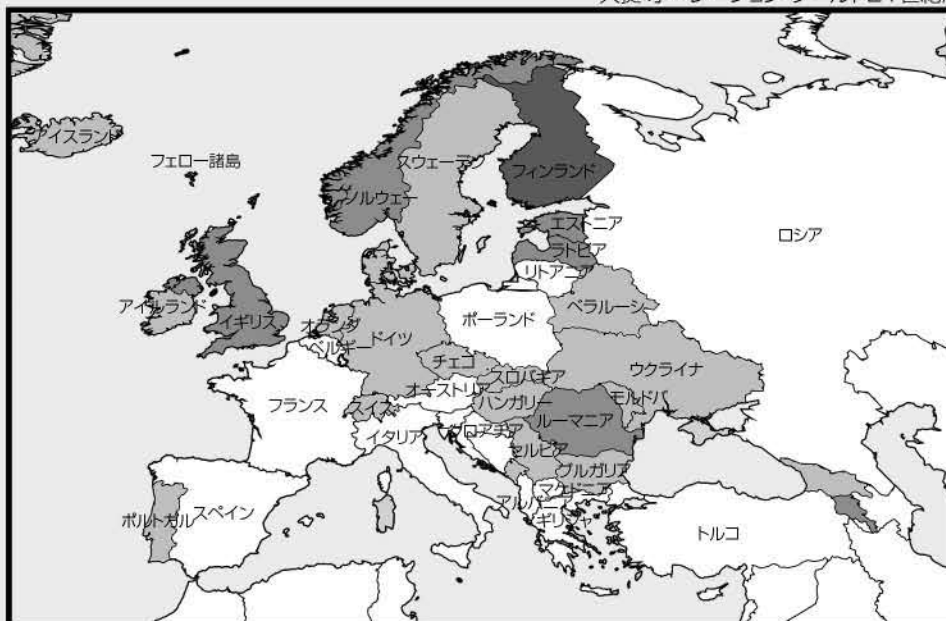 アイスランド
フェロー諸島
スウェーデン
フィンランド
ノルウェー
エストニア
ロシア
ラトビア
リトアニア
アイルランド
イギリス
オランダ
ベルギー
ドイツ
ポーランド
ベラルーシ
チェコ
スロバギア
ウクライナ
オーストリア
フランス
スイス
ハンガリー
ルーマニア
モルドバ
イタリア
クロアチア
セルビア
ブルガリア
マケドニア
アルバニア
ギリシャ
ポルトガル
スペイン
トルコ